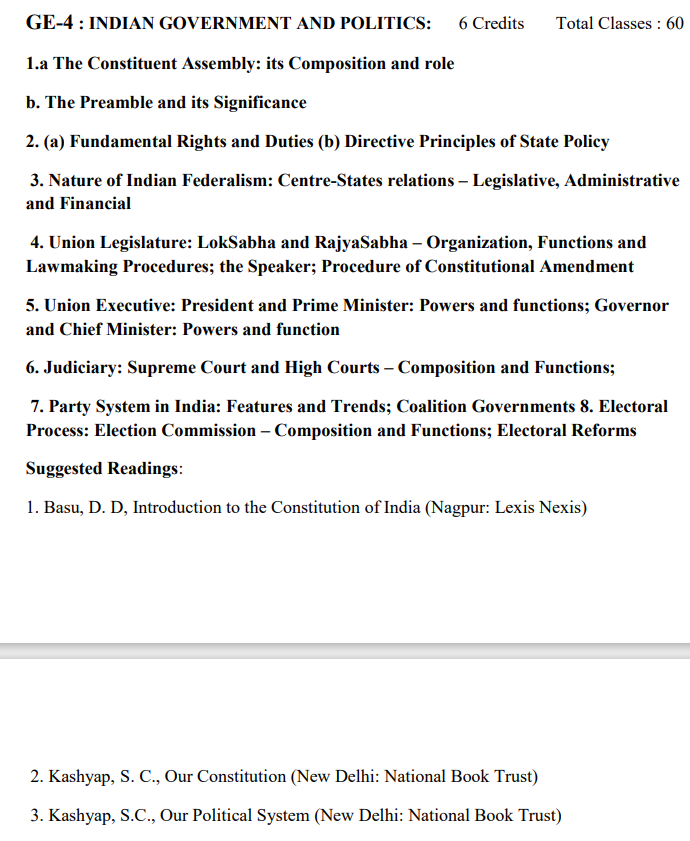 GE-4 : INDIAN GOVERNMENT AND POLITICS: 6 Credits Total Classes : 60
1.a The Constituent Assembly: its Composition and role
b. The Preamble and its Significance
2. (a) Fundamental Rights and Duties (b) Directive Principles of State Policy
3. Nature of Indian Federalism: Centre-States relations – Legislative, Administrative
and Financial
4. Union Legislature: LokSabha and RajyaSabha – Organization, Functions and
Lawmaking Procedures; the Speaker; Procedure of Constitutional Amendment
5. Union Executive: President and Prime Minister: Powers and functions; Governor
and Chief Minister: Powers and function
6. Judiciary: Supreme Court and High Courts – Composition and Functions;
7. Party System in India: Features and Trends; Coalition Governments 8. Electoral
Process: Election Commission – Composition and Functions; Electoral Reforms
Suggested Readings:
1. Basu, D. D, Introduction to the Constitution of India (Nagpur: Lexis Nexis)
2. Kashyap, S. C., Our Constitution (New Delhi: National Book Trust)
3. Kashyap, S.C., Our Political System (New Delhi: National Book Trust)